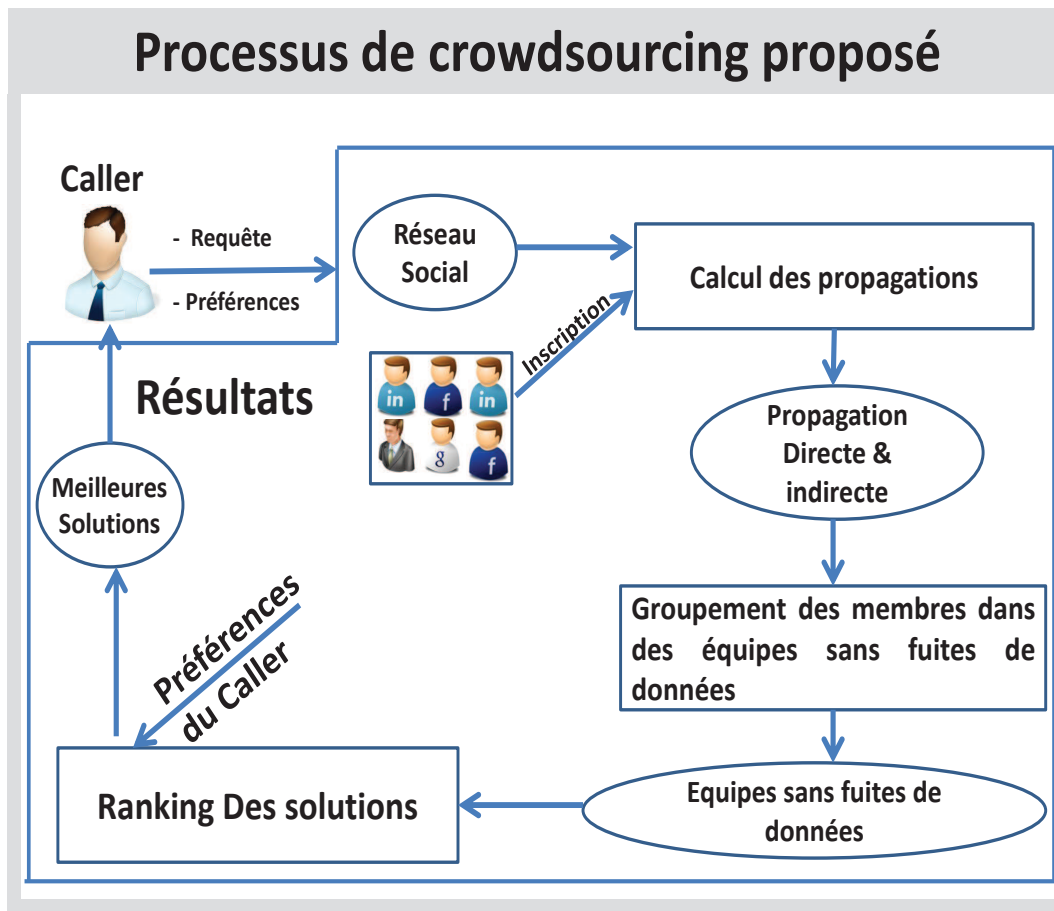 Processus de crowdsourcing proposé
Caller
- Requête
- Préférences
Réseau
Social
Calcul des propagations
Inscription
in
f
in
g
f
Résultats
Propagation
Directe &
indirecte
Meilleures
Solutions
Groupement des membres dans
des équipes sans fuites de
données
Préférences
du Caller
Ranking Des solutions
Equipes sans fuites de
données